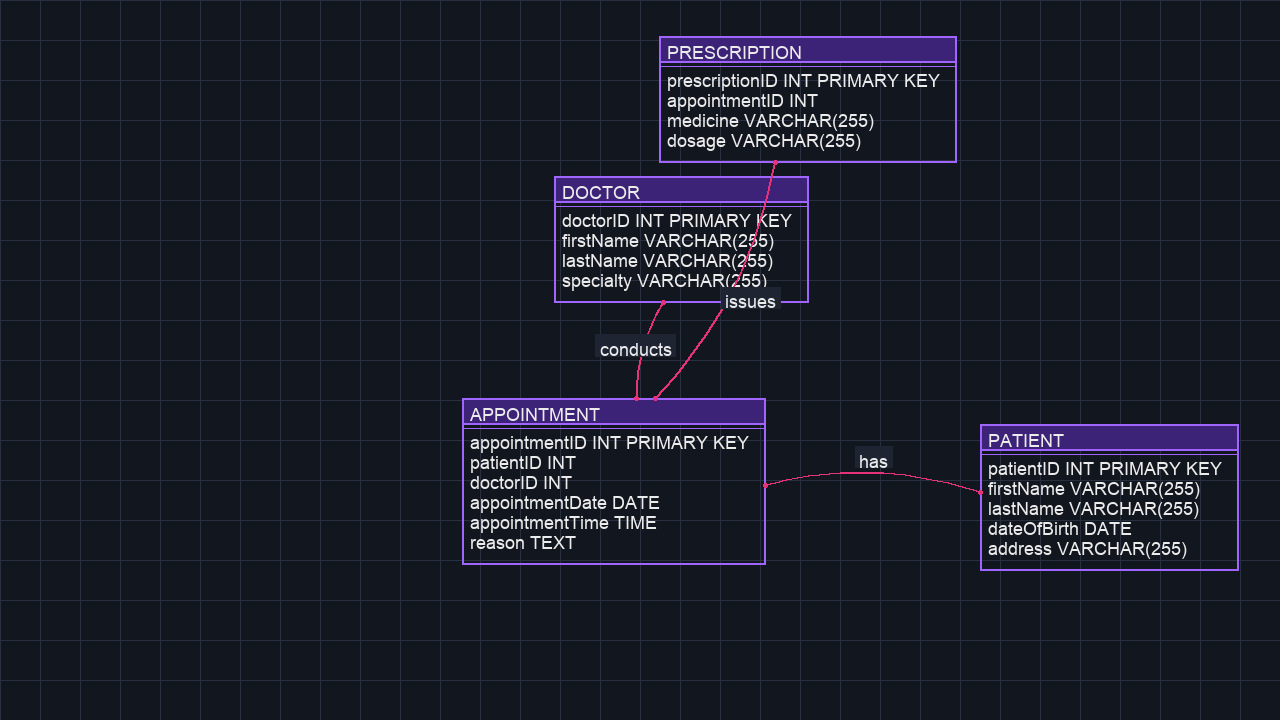 PRESCRIPTION
prescriptionID INT PRIMARY KEY
appointmentID INT
medicine VARCHAR(255)
dosage VARCHAR(255)
DOCTOR
doctorID INT PRIMARY KEY
firstName VARCHAR(255)
lastName VARCHAR(255)
specialty VARCHAR(255)
issues
conducts
APPOINTMENT
appointmentID INT PRIMARY KEY
patientID INT
doctorID INT
appointmentDate DATE
appointmentTime TIME
reason TEXT
has
PATIENT
patientID INT PRIMARY KEY
firstName VARCHAR(255)
lastName VARCHAR(255)
dateOfBirth DATE
address VARCHAR(255)